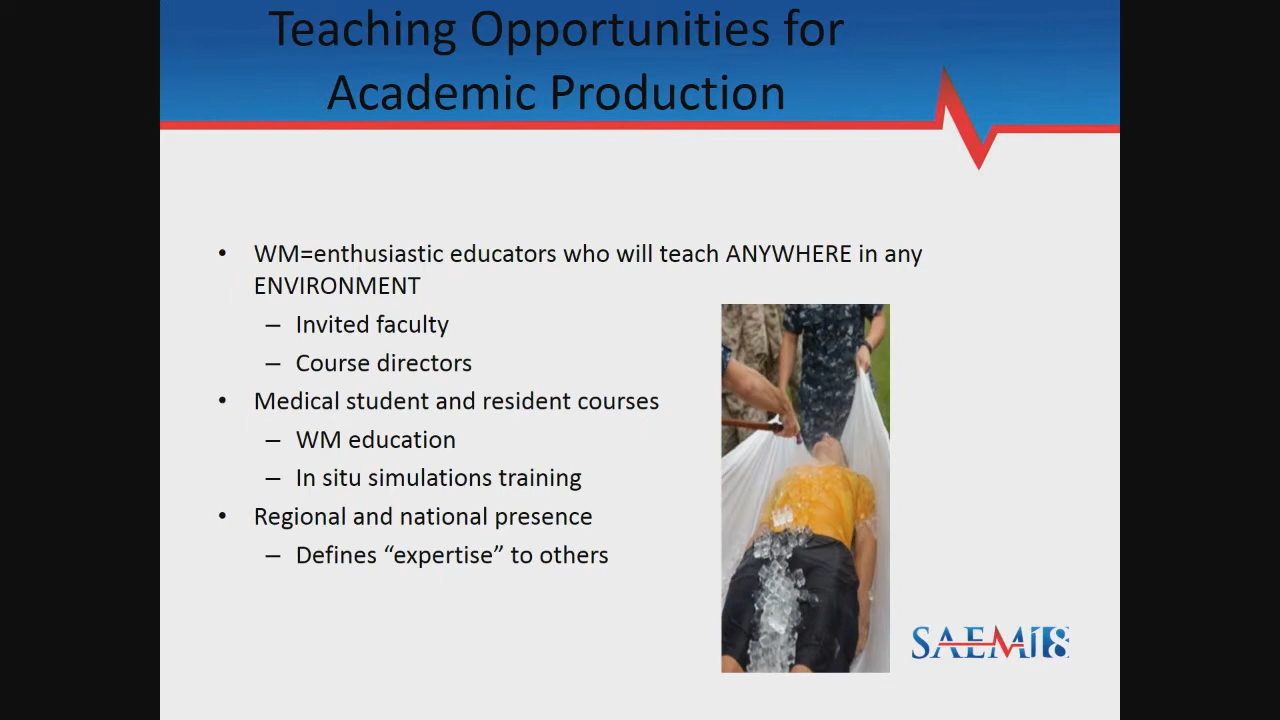 Teaching Opportunities for
Academic Production
• WM=enthusiastic educators who will teach ANYWHERE in any
ENVIRONMENT
– Invited faculty
– Course directors
• Medical student and resident courses
– WM education
– In situ simulations training
• Regional and national presence
– Defines “expertise” to others
SAEM18